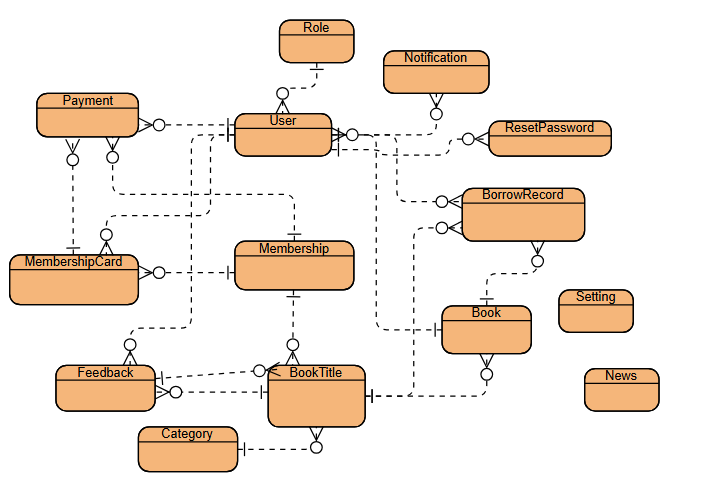 Role
Notification
Payment
User
ResetPassword
BorrowRecord
Membership
MembershipCard
Setting
Book
Feedback
BookTitle
News
Category